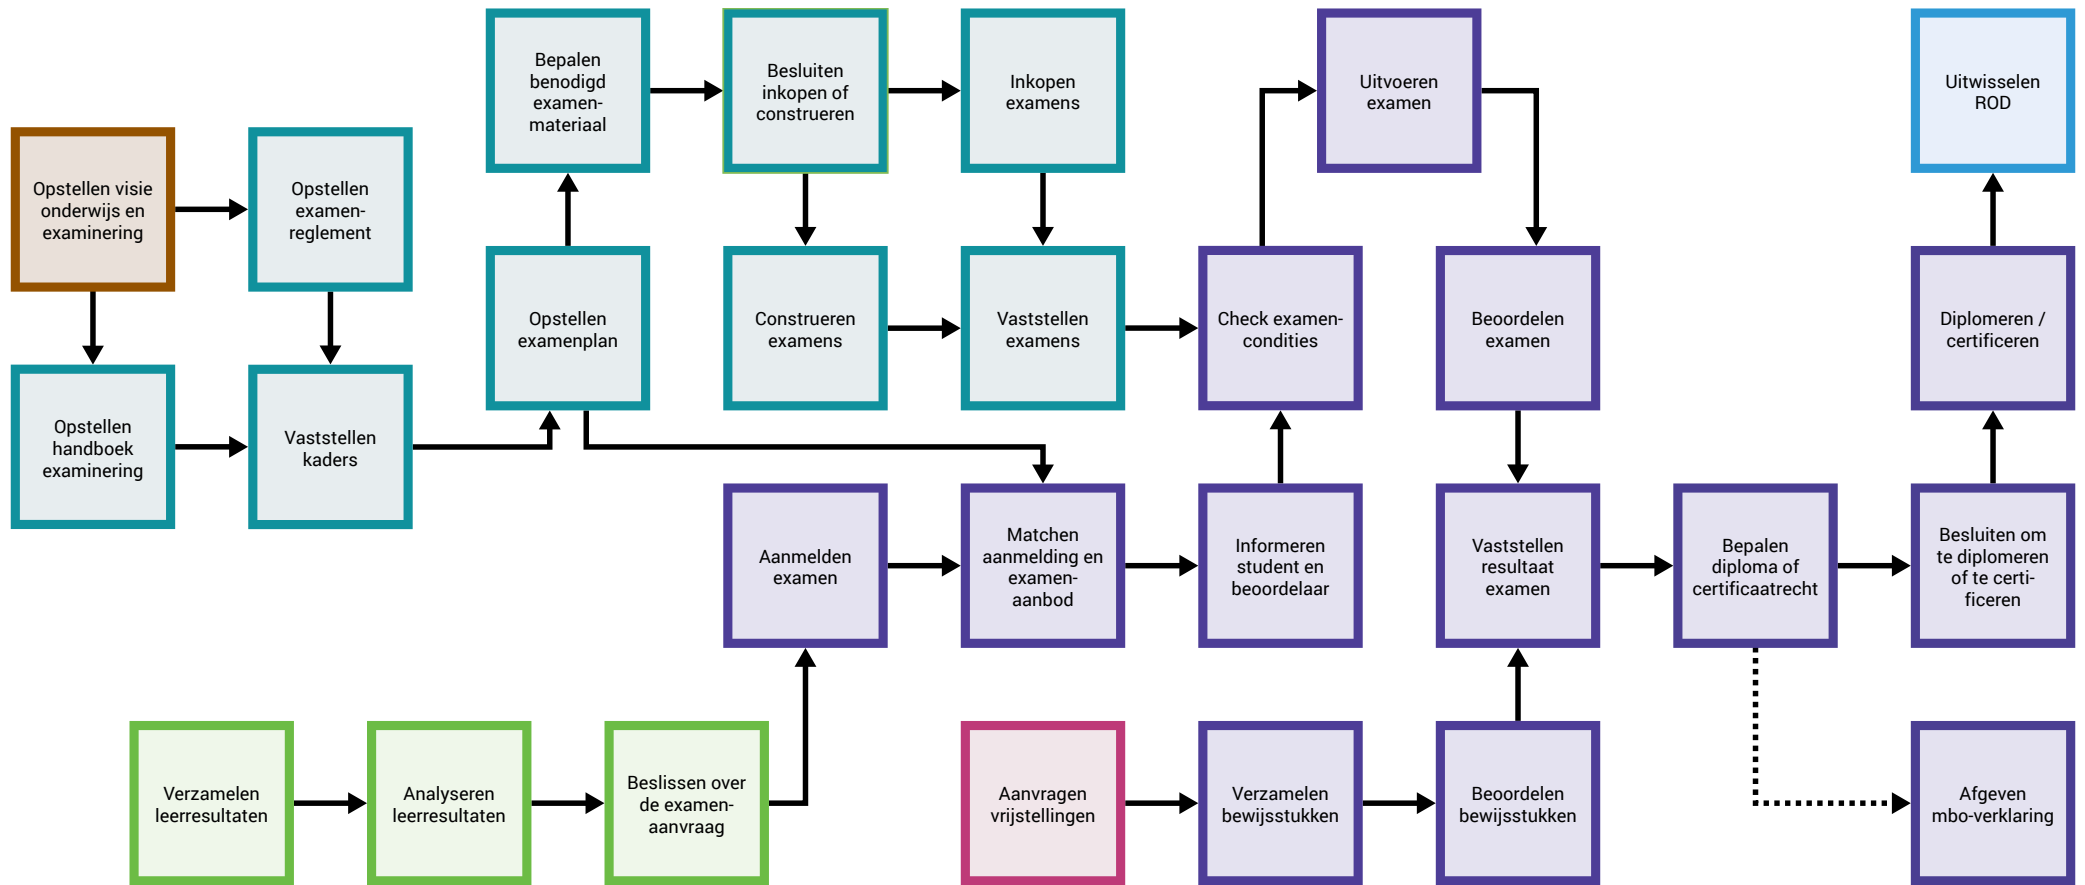 Bepalen
benodigd
examen-
materiaal
Besluiten
inkopen of
construeren
Inkopen
examens
Uitvoeren
examen
Uitwisselen
ROD
Opstellen visie
onderwijs en
examinering
Opstellen
examen-
reglement
Opstellen
examenplan
Construeren
examens
Vaststellen
examens
Check examen-
condities
Beoordelen
examen
Diplomeren /
certificeren
Opstellen
handboek
examinering
Vaststellen
kaders
Aanmelden
examen
Matchen
aanmelding en
examen-
aanbod
Informeren
student en
beoordelaar
Vaststellen
resultaat
examen
Bepalen
diploma of
certificaatrecht
Besluiten om
te diplomeren
of te certi-
ficeren
Verzamelen
leerresultaten
Analyseren
leerresultaten
Beslissen over
de examen-
aanvraag
Aanvragen
vrijstellingen
Verzamelen
bewijsstukken
Beoordelen
bewijsstukken
Afgeven
mbo-verklaring